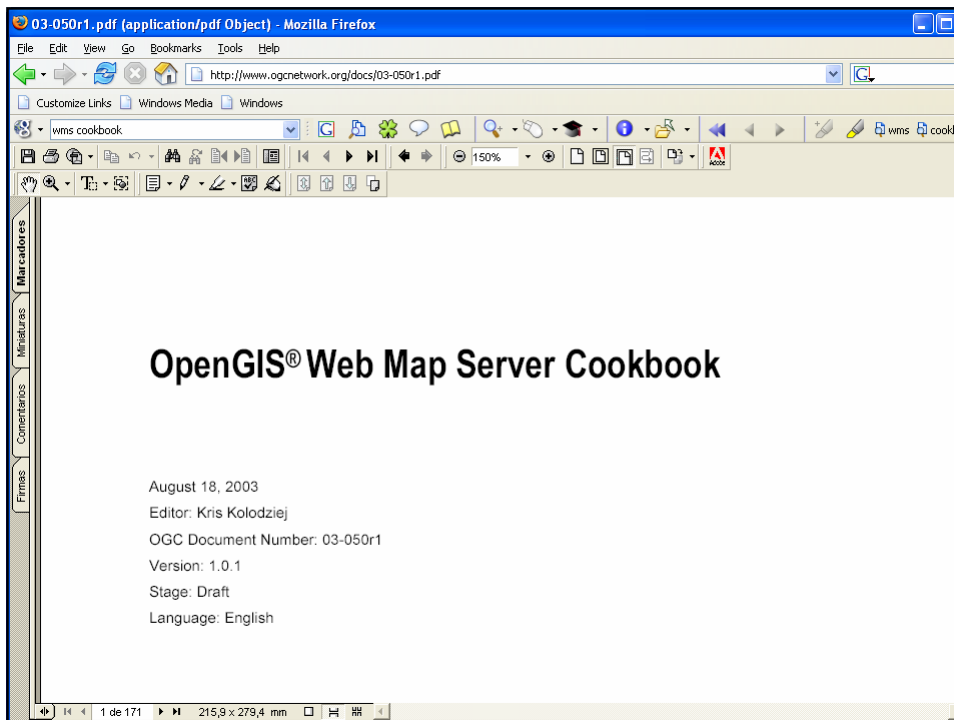 03-050r1.pdf (application/pdf Object) - Mozilla Firefox
File Edit View Go Bookmarks Tools Help
http://www.ogcnetwork.org/docs/03-050r1.pdf
G
Customize Links Windows Media Windows
wms cookbook G wms cook
150% Adobe
T
Marcadores
Miniaturas
Comentarios
Firmas
OpenGIS® Web Map Server Cookbook
August 18, 2003
Editor: Kris Kolodziej
OGC Document Number: 03-050r1
Version: 1.0.1
Stage: Draft
Language: English
1 de 171 215,9 x 279,4 mm